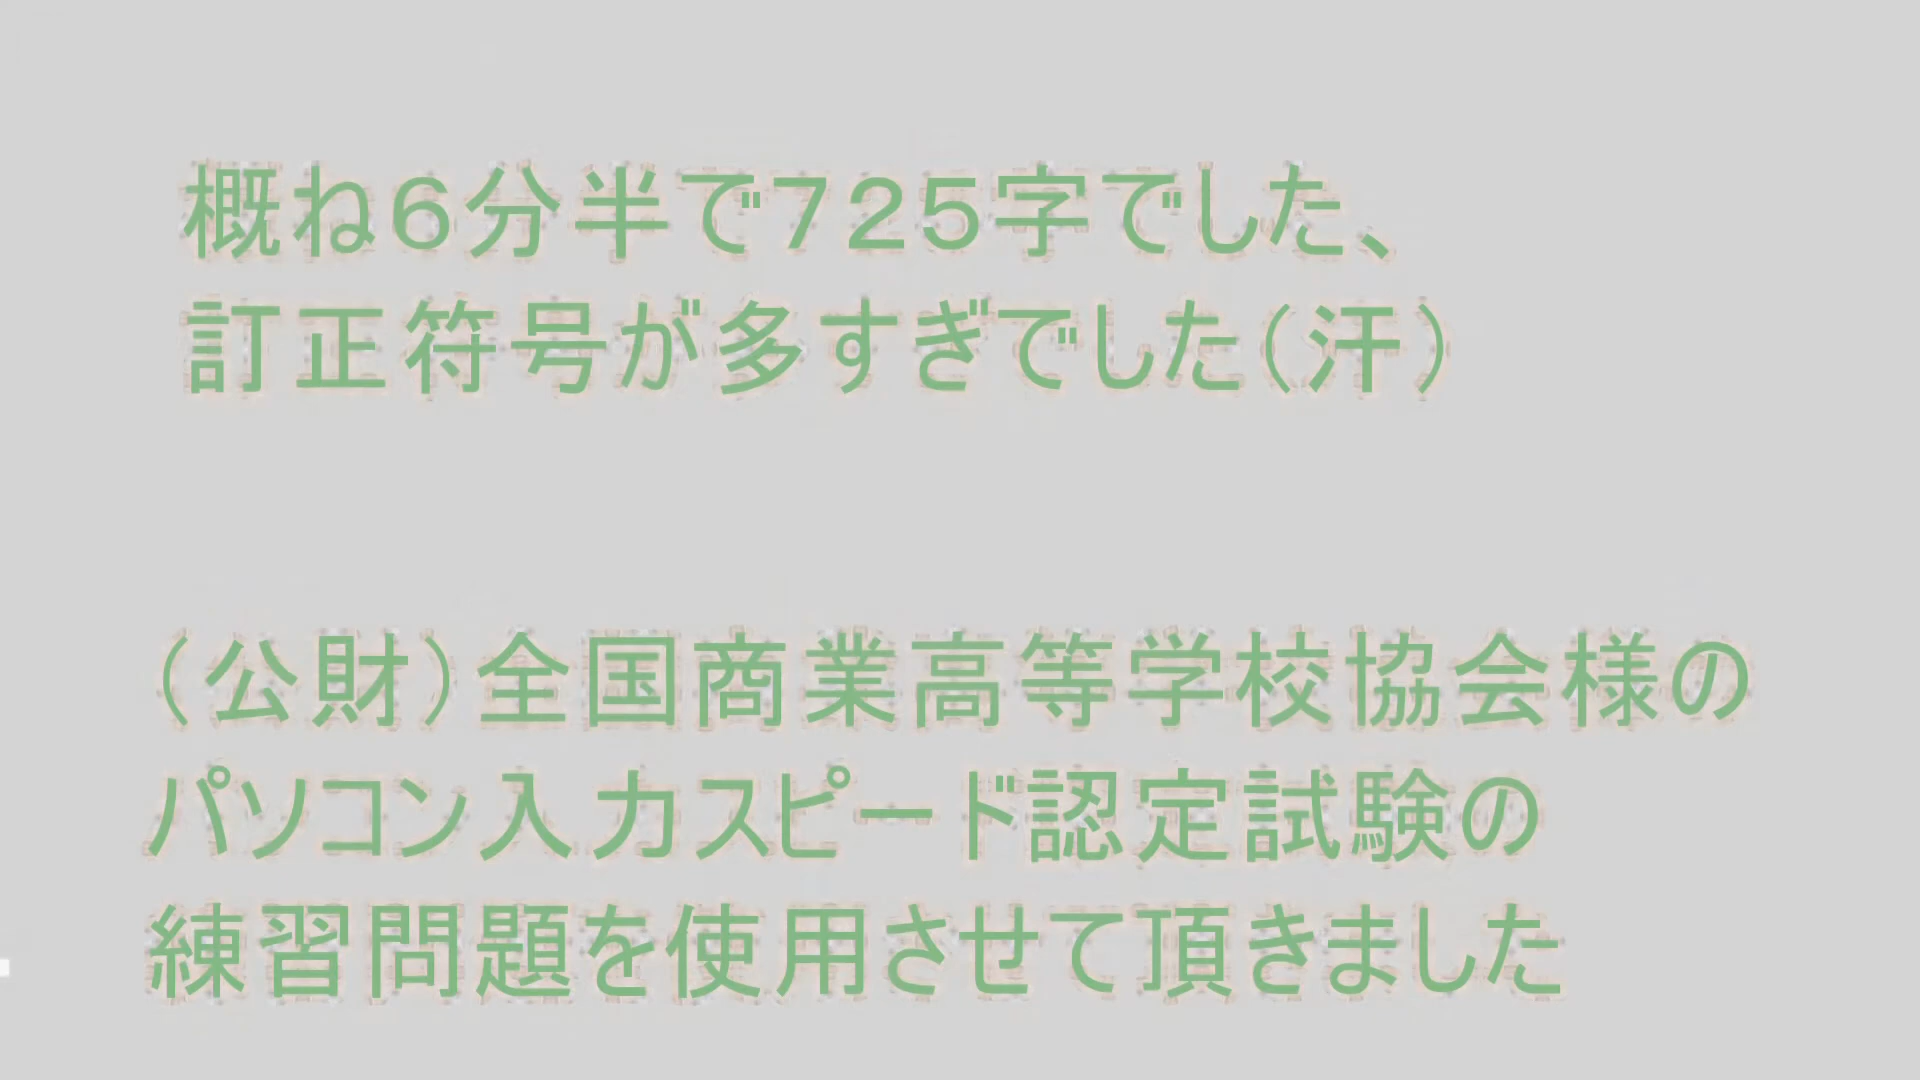 概ね６分半で７２５字でした、
訂正符号が多すぎでした（汗）
（公財）全国商業高等学校協会様の
パソコン入力スピード認定試験の
練習問題を使用させて頂きました